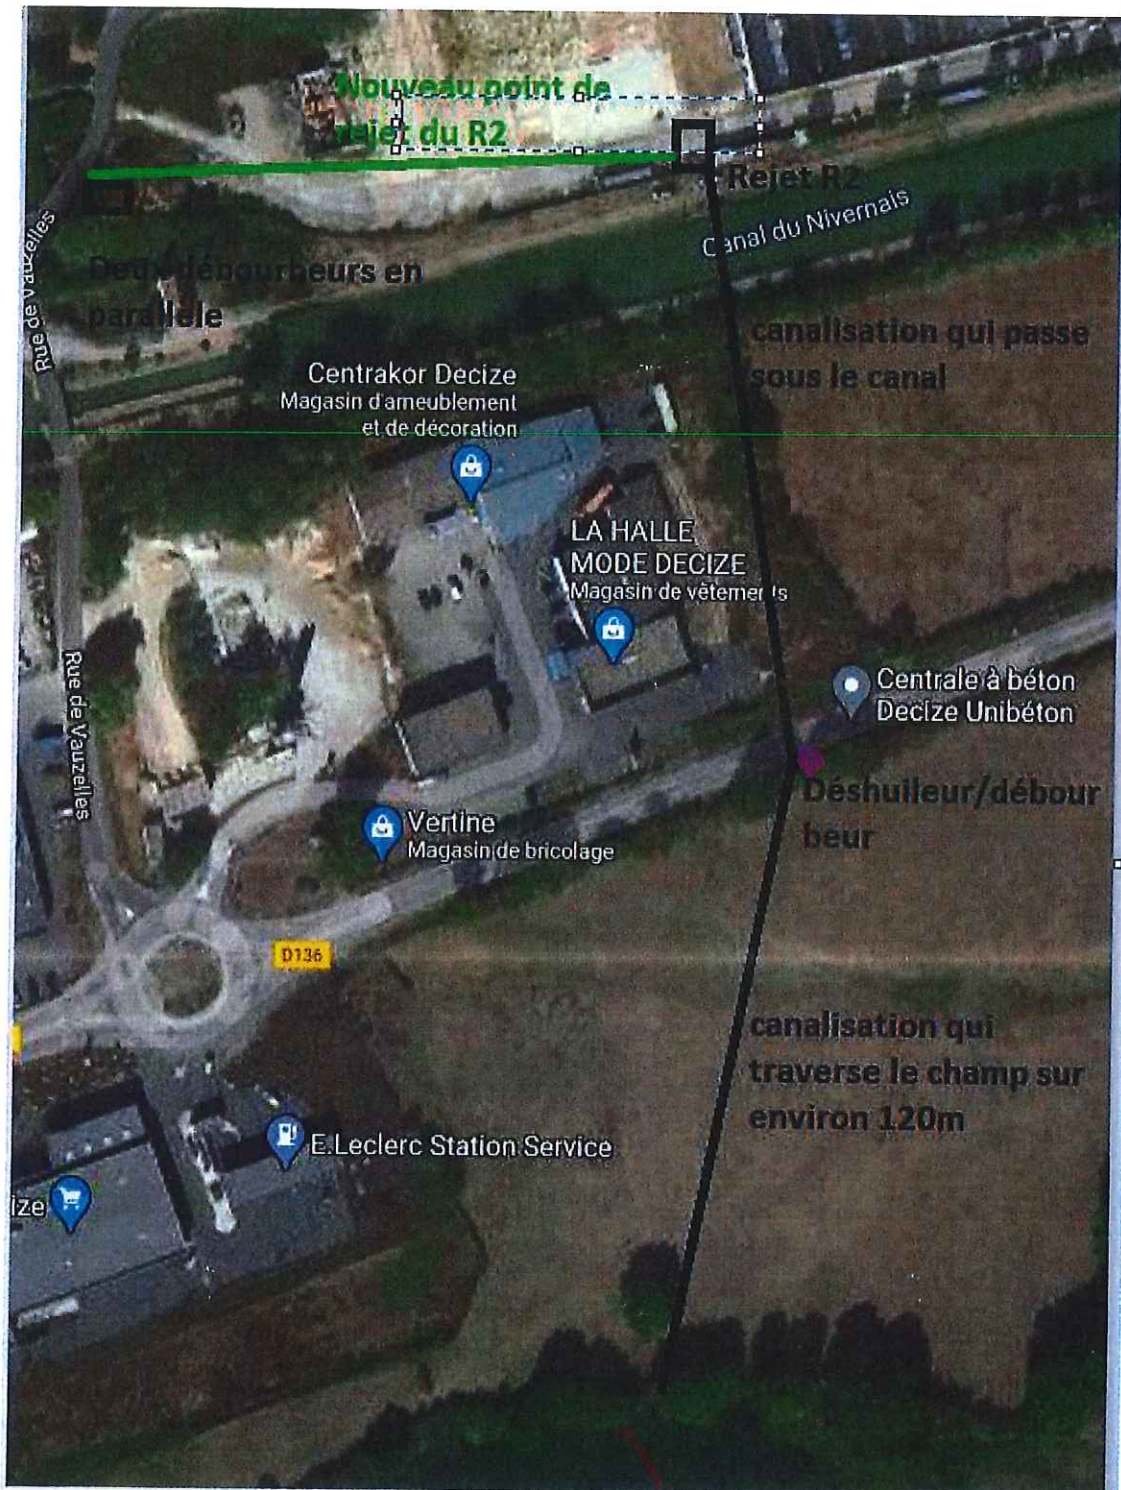 Nouveau point de
rejet du R2
Rejet R2
Canal du Nivernais
Rue de Vauzelles
Deux débourbeurs en
parallele
canalisation qui passe
sous le canal
Centrakor Decize
Magasin d'ameublement
et de décoration
LA HALLE
MODE DECIZE
Magasin de vêtements
Rue de Vauzelles
Centrale à béton
Decize Unibéton
Déshuileur/débour
beur
Vertine
Magasin de bricolage
D136
canalisation qui
traverse le champ sur
environ 120m
E.Leclerc Station Service
ize